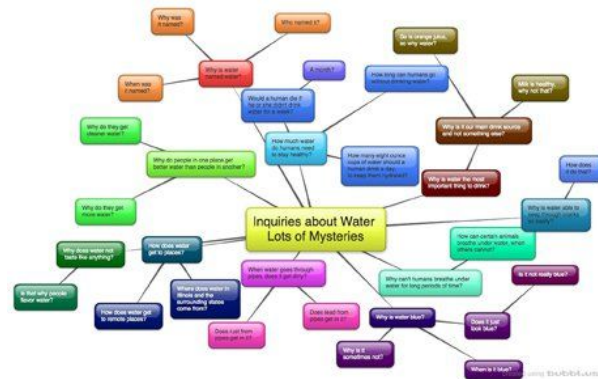 Why was
it named?
Who named it?
Why is water
named water?
When was
it named?
A month?
Would a human die if
he or she didn't drink
water for a week?
How long can humans go
without drinking water?
So is orange juice,
so why water?
Milk is healthy,
why not that?
Why is it our main drink source
and not something else?
How much water
do humans need
to stay healthy?
How many eight ounce
cups of water should a
human drink a day,
to keep them hydrated?
Why is water the most
important thing to drink?
Why do they get
cleaner water?
Why do people in one place get
better water than people in another?
Why do they get
more water?
How does
it do that?
Why is water able to
seep through
so easily?
Inquiries about Water
Lots of Mysteries
How can certain animals,
breathe under water, when
others cannot?
Why does water not
taste like anything?
How does water
get to places?
Is that why people
flavor water?
How does water get
to remote places?
Where does water in
Illinois and the
surrounding states
come from?
When water goes through
pipes, does it get dirty?
Does rust from
pipes get in it?
Does lead from
pipes get in it?
Why can't humans breathe under
water for long periods of time?
Why is water blue?
Is it not really blue?
Does it just
look blue?
Why is it
sometimes not?
When is it blue?
using bubbl.us